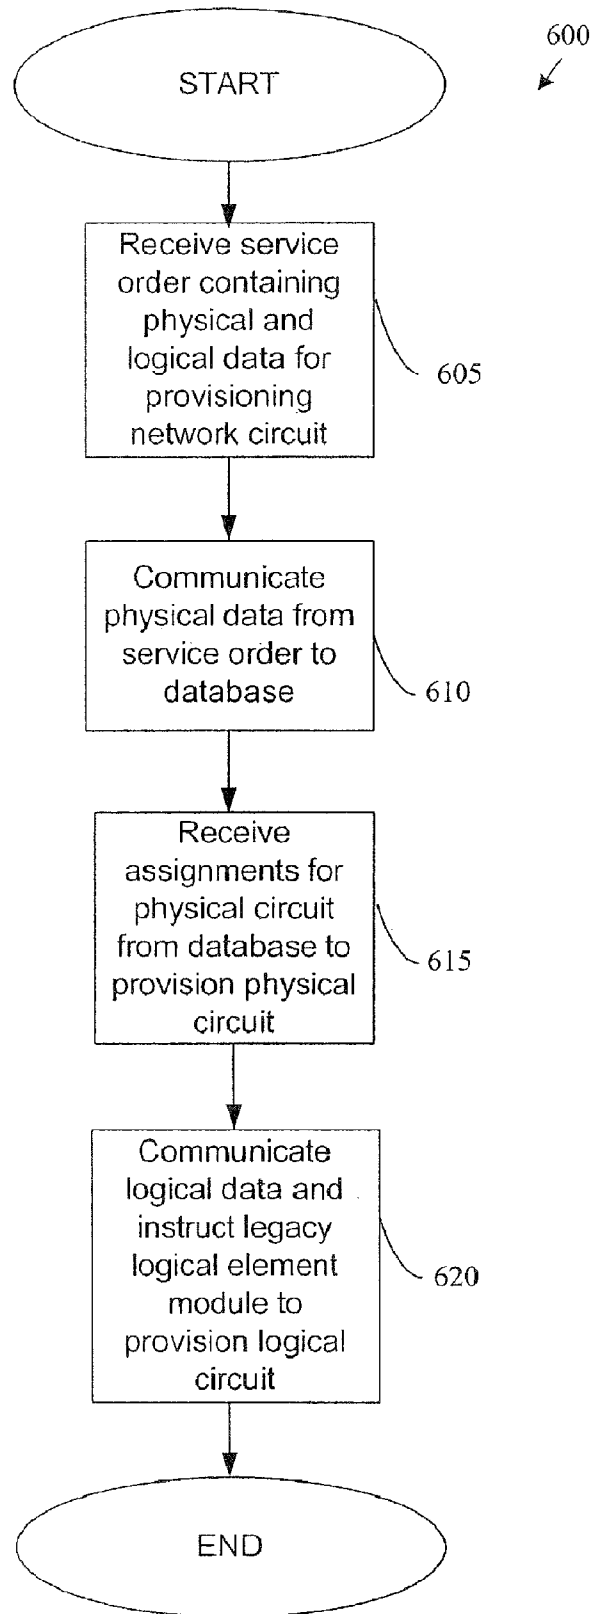 600
START
Receive service
order containing
physical and
logical data for
provisioning
network circuit
605
Communicate
physical data from
service order to
database
610
Receive
assignments for
physical circuit
from database to
provision physical
circuit
615
Communicate
logical data and
instruct legacy
logical element
module to
provision logical
circuit
620
END